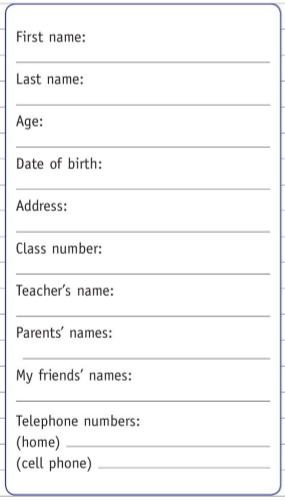 First name:
Last name:
Age:
Date of birth:
Address:
Class number:
Teacher's name:
Parents' names:
My friends' names:
Telephone numbers:
(home)
(cell phone)